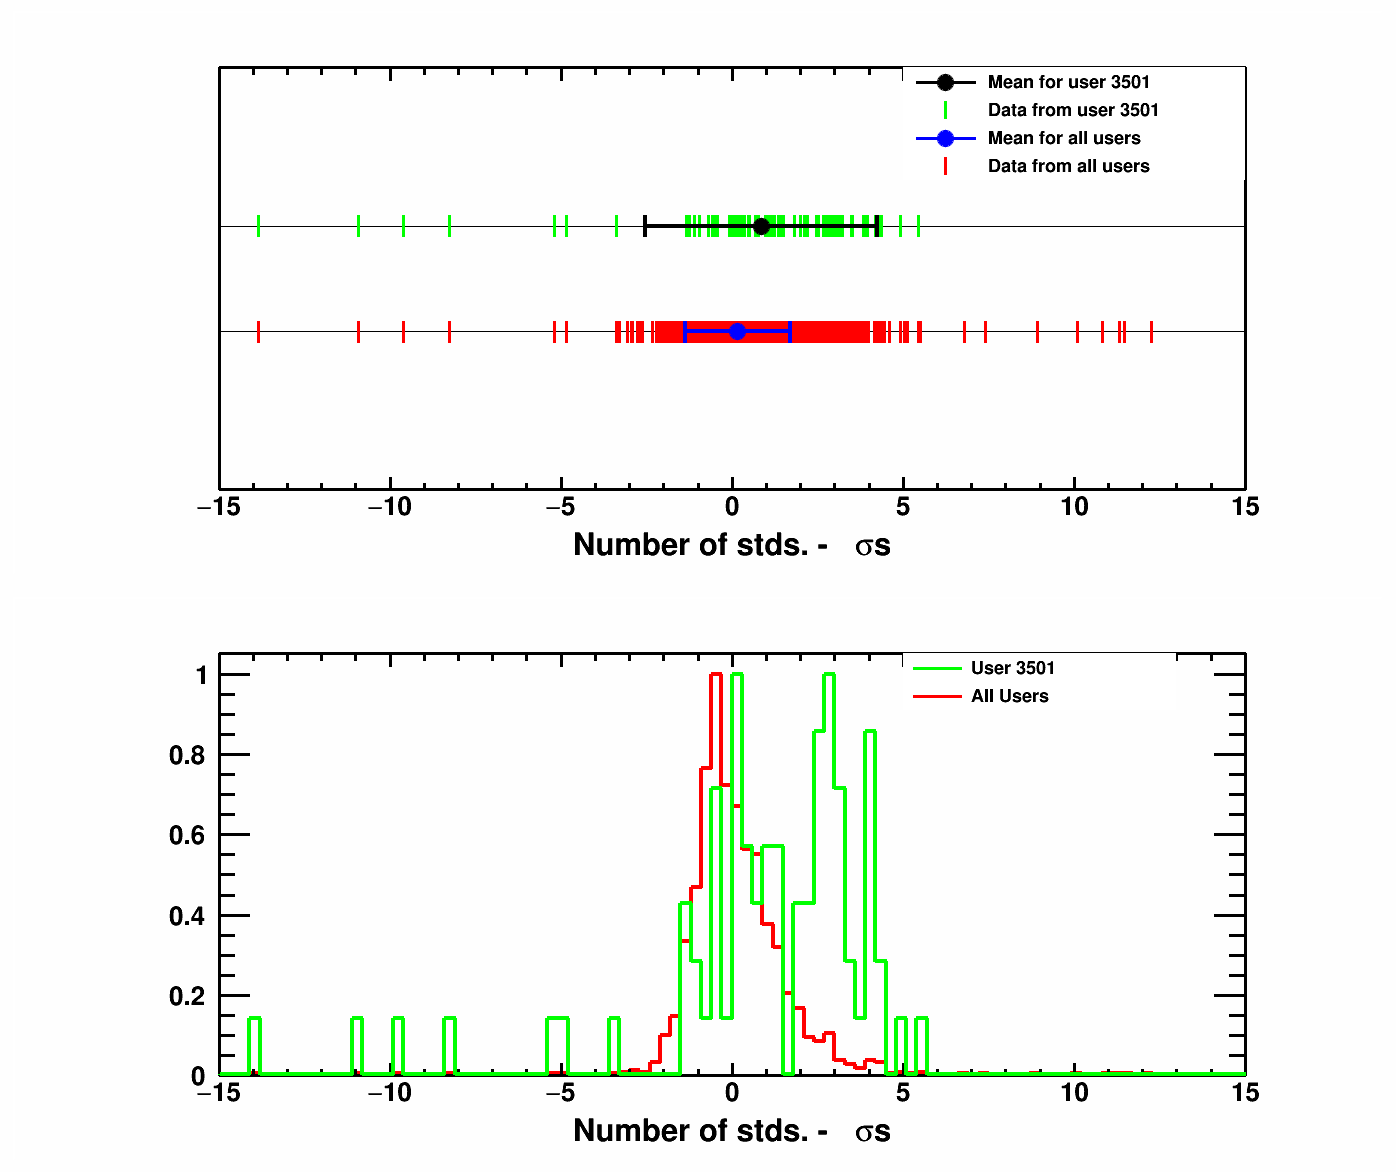 Mean for user 3501
Data from user 3501
Mean for all users
Data from all users
−15 −10 −5 0 5 10 15
Number of stds. - σs
User 3501
All Users
1
0.8
0.6
0.4
0.2
0
−15 −10 −5 0 5 10 15
Number of stds. - σs